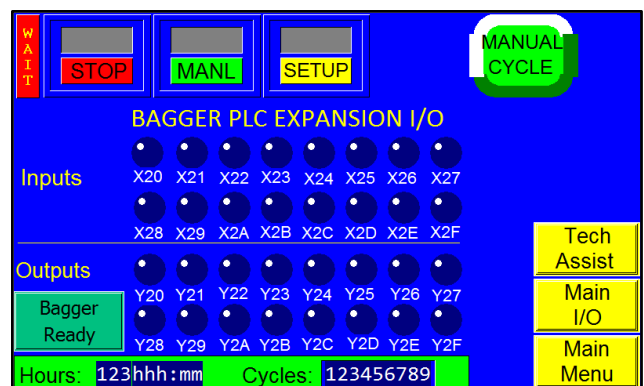 WAIT
STOP
MANL
SETUP
MANUAL
CYCLE
BAGGER PLC EXPANSION I/O
Inputs
X20 X21 X22 X23 X24 X25 X26 X27
X28 X29 X2A X2B X2C X2D X2E X2F
Outputs
Y20 Y21 Y22 Y23 Y24 Y25 Y26 Y27
Y28 Y29 Y2A Y2B Y2C Y2D Y2E Y2F
Bagger
Ready
Tech
Assist
Main
I/O
Main
Menu
Hours: 123hhh:mm Cycles: 123456789